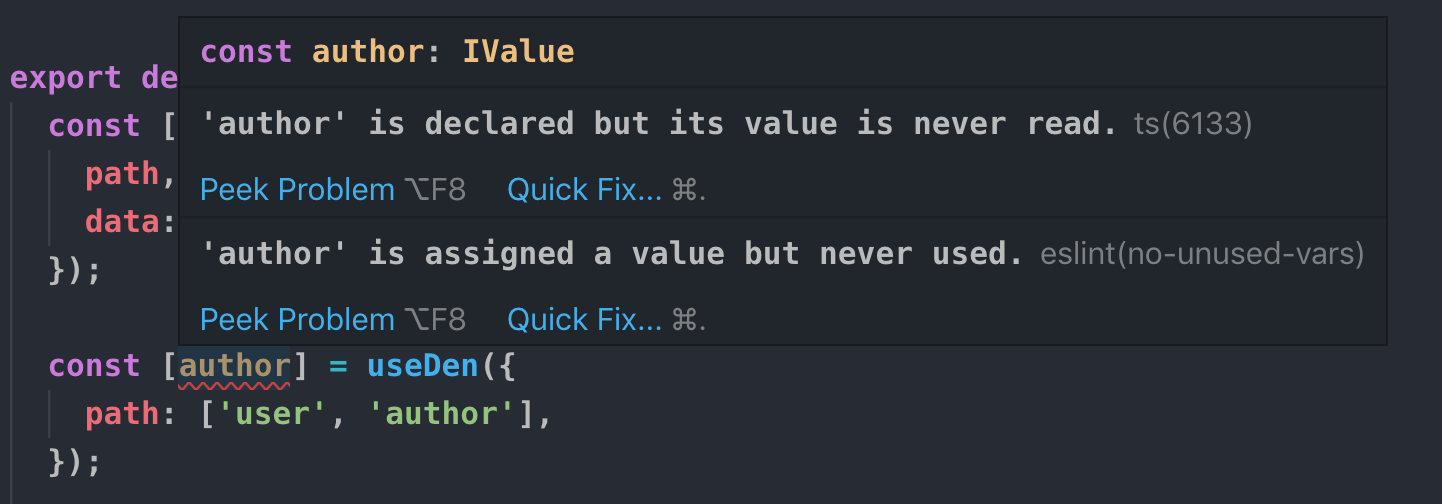 const author: IValue
export de
'author' is declared but its value is never read. ts(6133)
const [
path,
Peek Problem ⌥F8 Quick Fix... ⌘.
data:
'author' is assigned a value but never used. eslint(no-unused-vars)
});
Peek Problem ⌥F8 Quick Fix... ⌘.
const [author] = useDen({
path: ['user', 'author'],
});